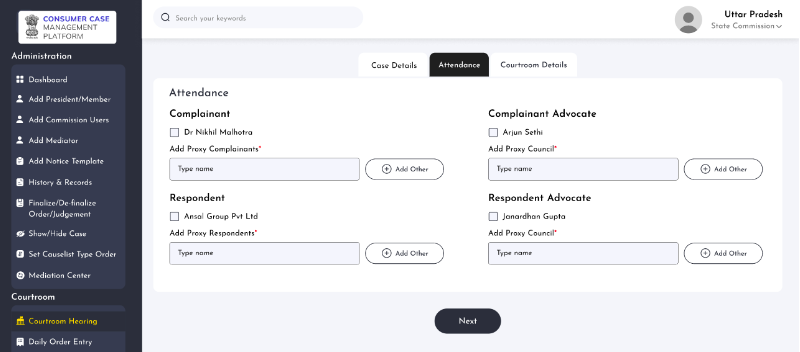 CONSUMER CASE
MANAGEMENT
PLATFORM
Search your keywords
Uttar Pradesh
State Commission
Administration
Dashboard
Add President/Member
Add Commission Users
Add Mediator
Add Notice Template
History & Records
Finalize/De-finalize
Order/Judgement
Show/Hide Case
Set Causelist Type Order
Mediation Center
Courtroom
Courtroom Hearing
Daily Order Entry
Case Details
Attendance
Courtroom Details
Attendance
Complainant
Dr Nikhil Malhotra
Add Proxy Complainants*
Type name
Add Other
Complainant Advocate
Arjun Sethi
Add Proxy Council*
Type name
Add Other
Respondent
Ansal Group Pvt Ltd
Add Proxy Respondents*
Type name
Add Other
Respondent Advocate
Janardhan Gupta
Add Proxy Council*
Type name
Add Other
Next